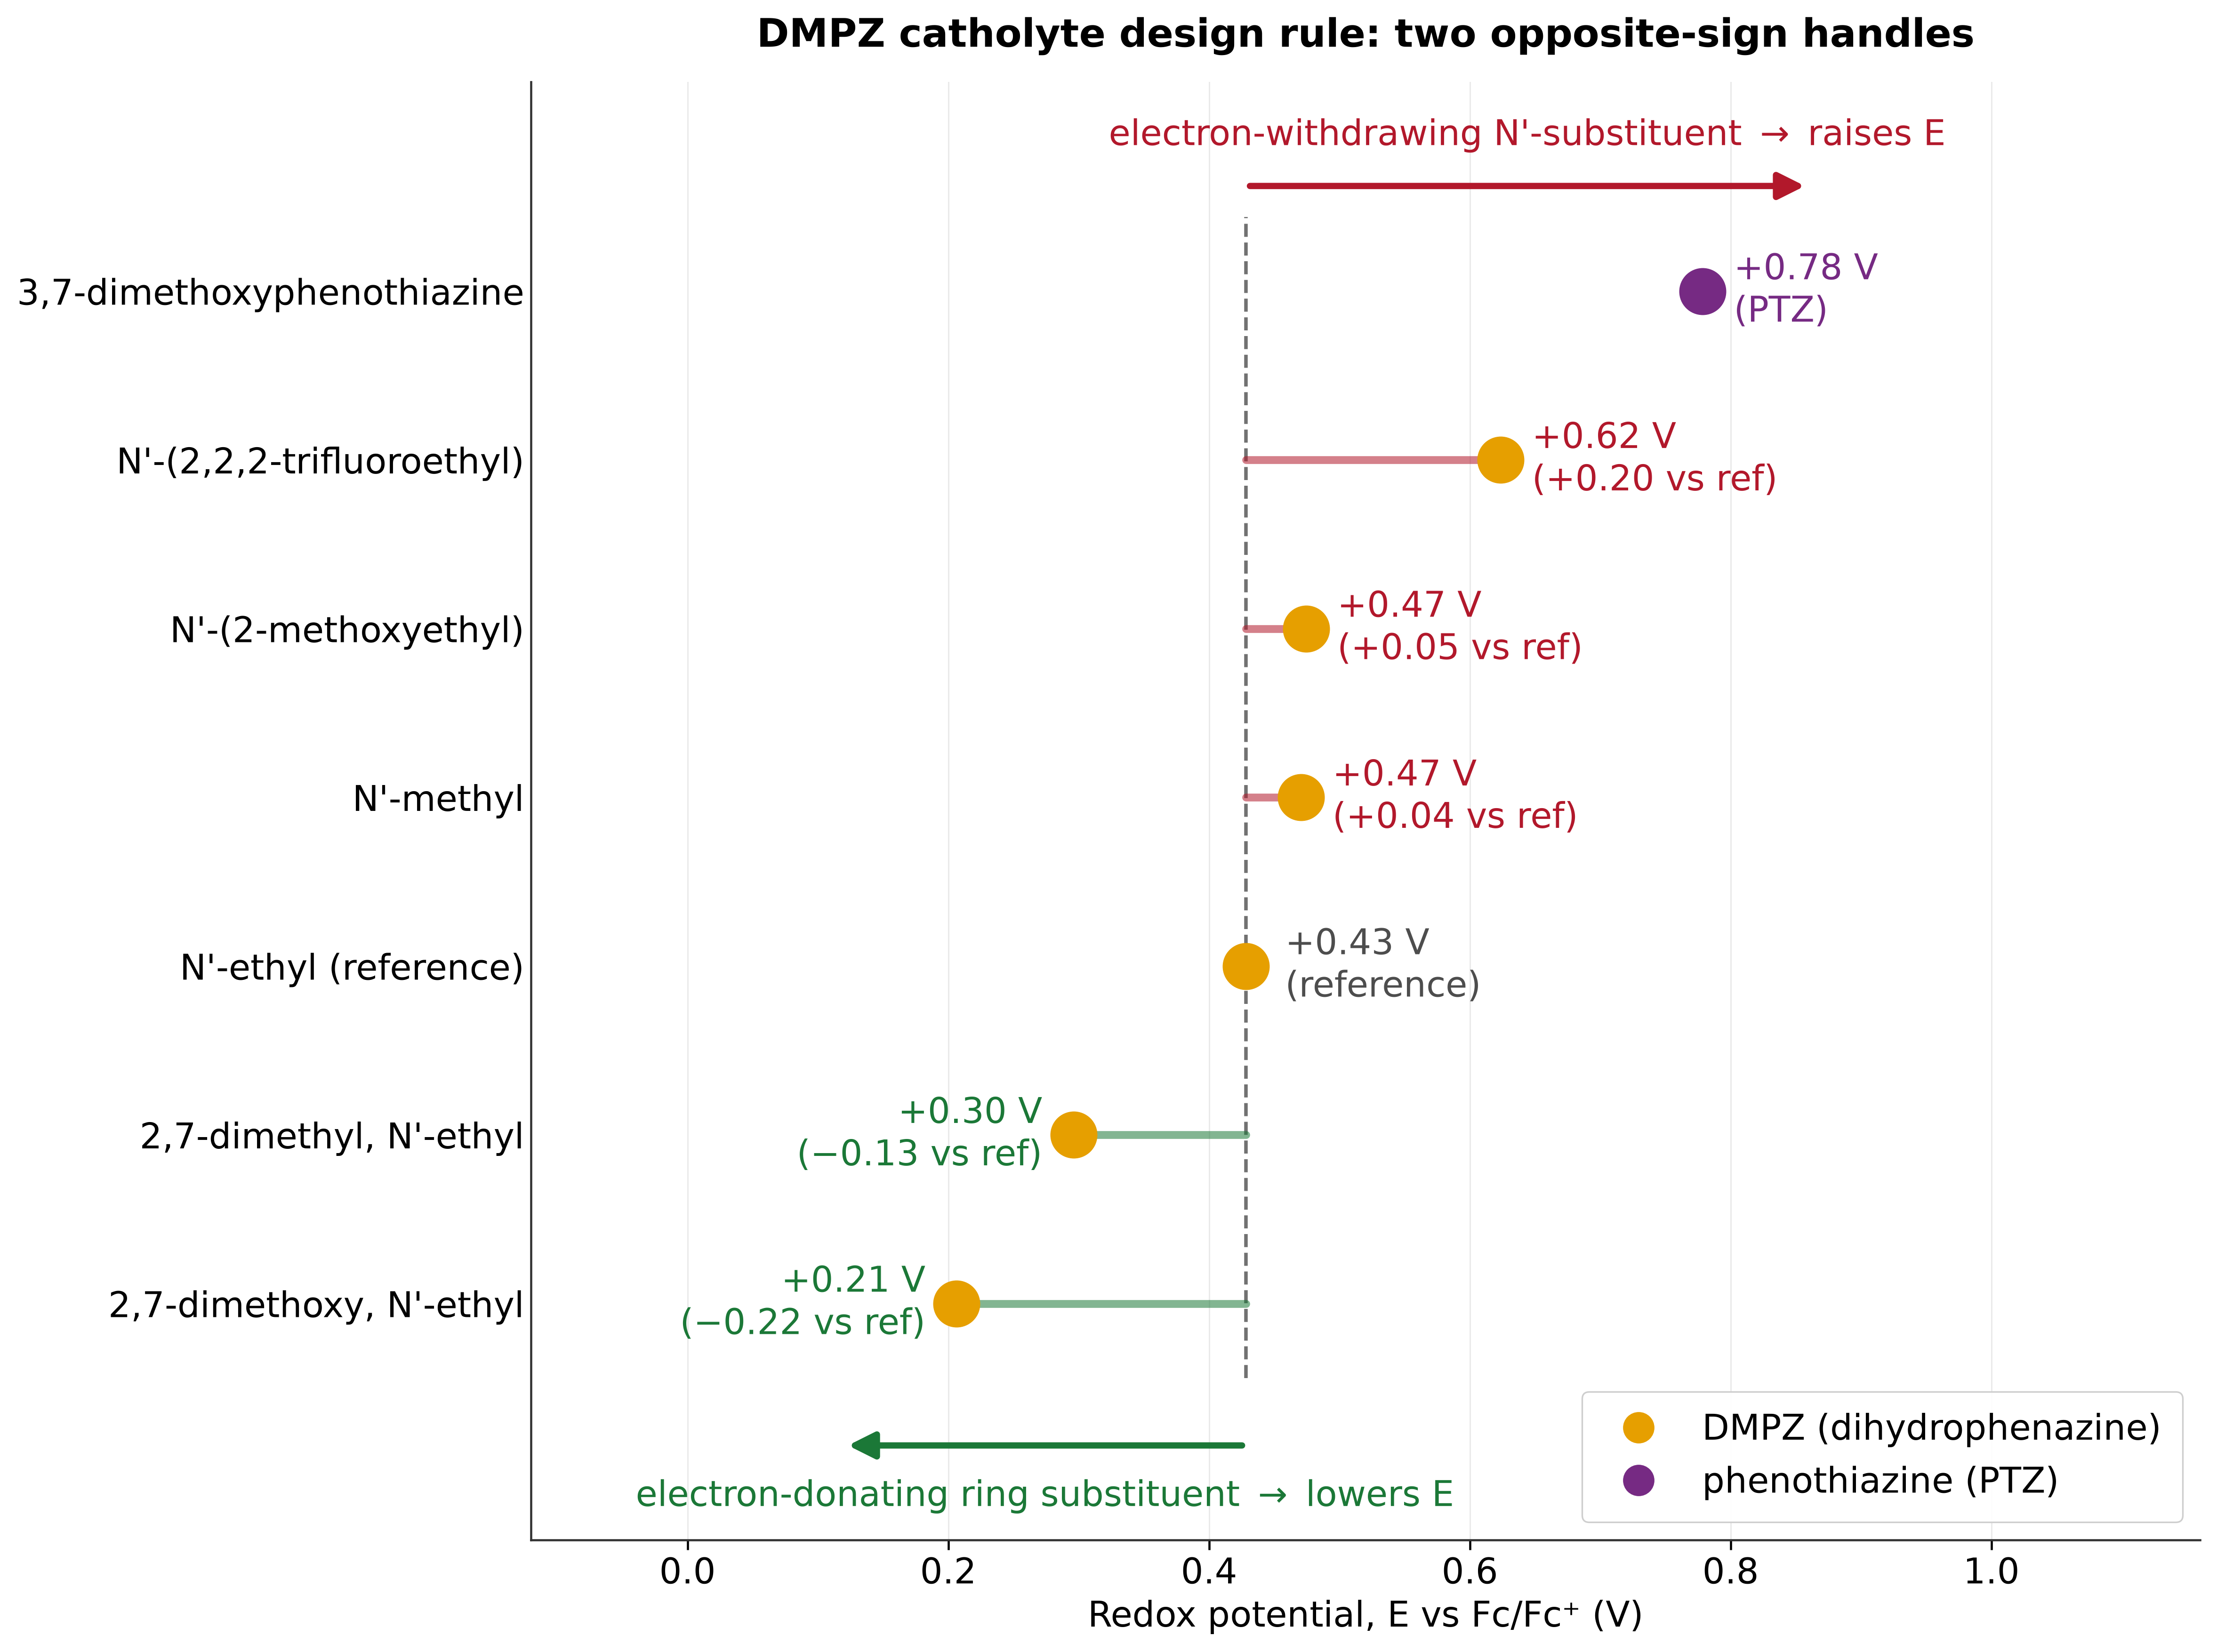 DMPZ catholyte design rule: two opposite-sign handles
electron-withdrawing N'-substituent → raises E
3,7-dimethoxyphenothiazine
+0.78 V
(PTZ)
N'-(2,2,2-trifluoroethyl)
+0.62 V
(+0.20 vs ref)
N'-(2-methoxyethyl)
+0.47 V
(+0.05 vs ref)
N'-methyl
+0.47 V
(+0.04 vs ref)
N'-ethyl (reference)
+0.43 V
(reference)
2,7-dimethyl, N'-ethyl
+0.30 V
(−0.13 vs ref)
2,7-dimethoxy, N'-ethyl
+0.21 V
(−0.22 vs ref)
electron-donating ring substituent → lowers E
DMPZ (dihydrophenazine)
phenothiazine (PTZ)
0.0 0.2 0.4 0.6 0.8 1.0
Redox potential, E vs Fc/Fc⁺ (V)